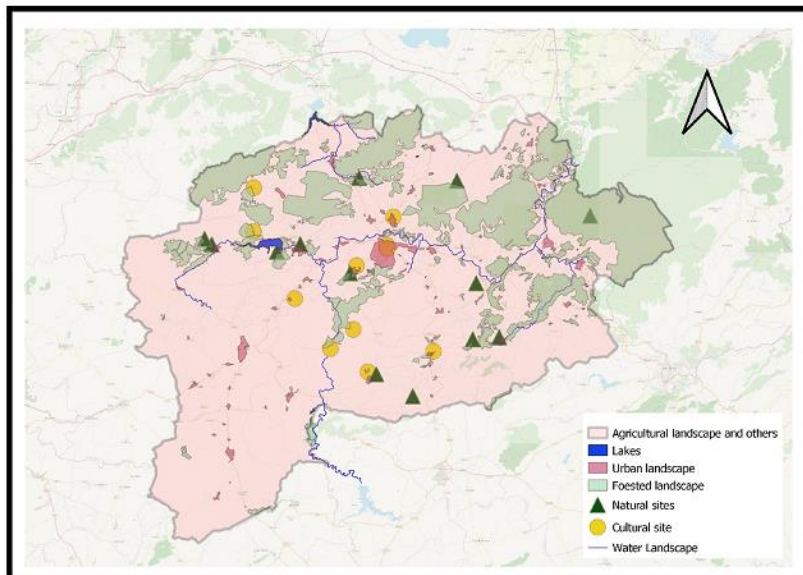 Agricultural landscape and others
Lakes
Urban landscape
Foested landscape
Natural sites
Cultural site
Water Landscape